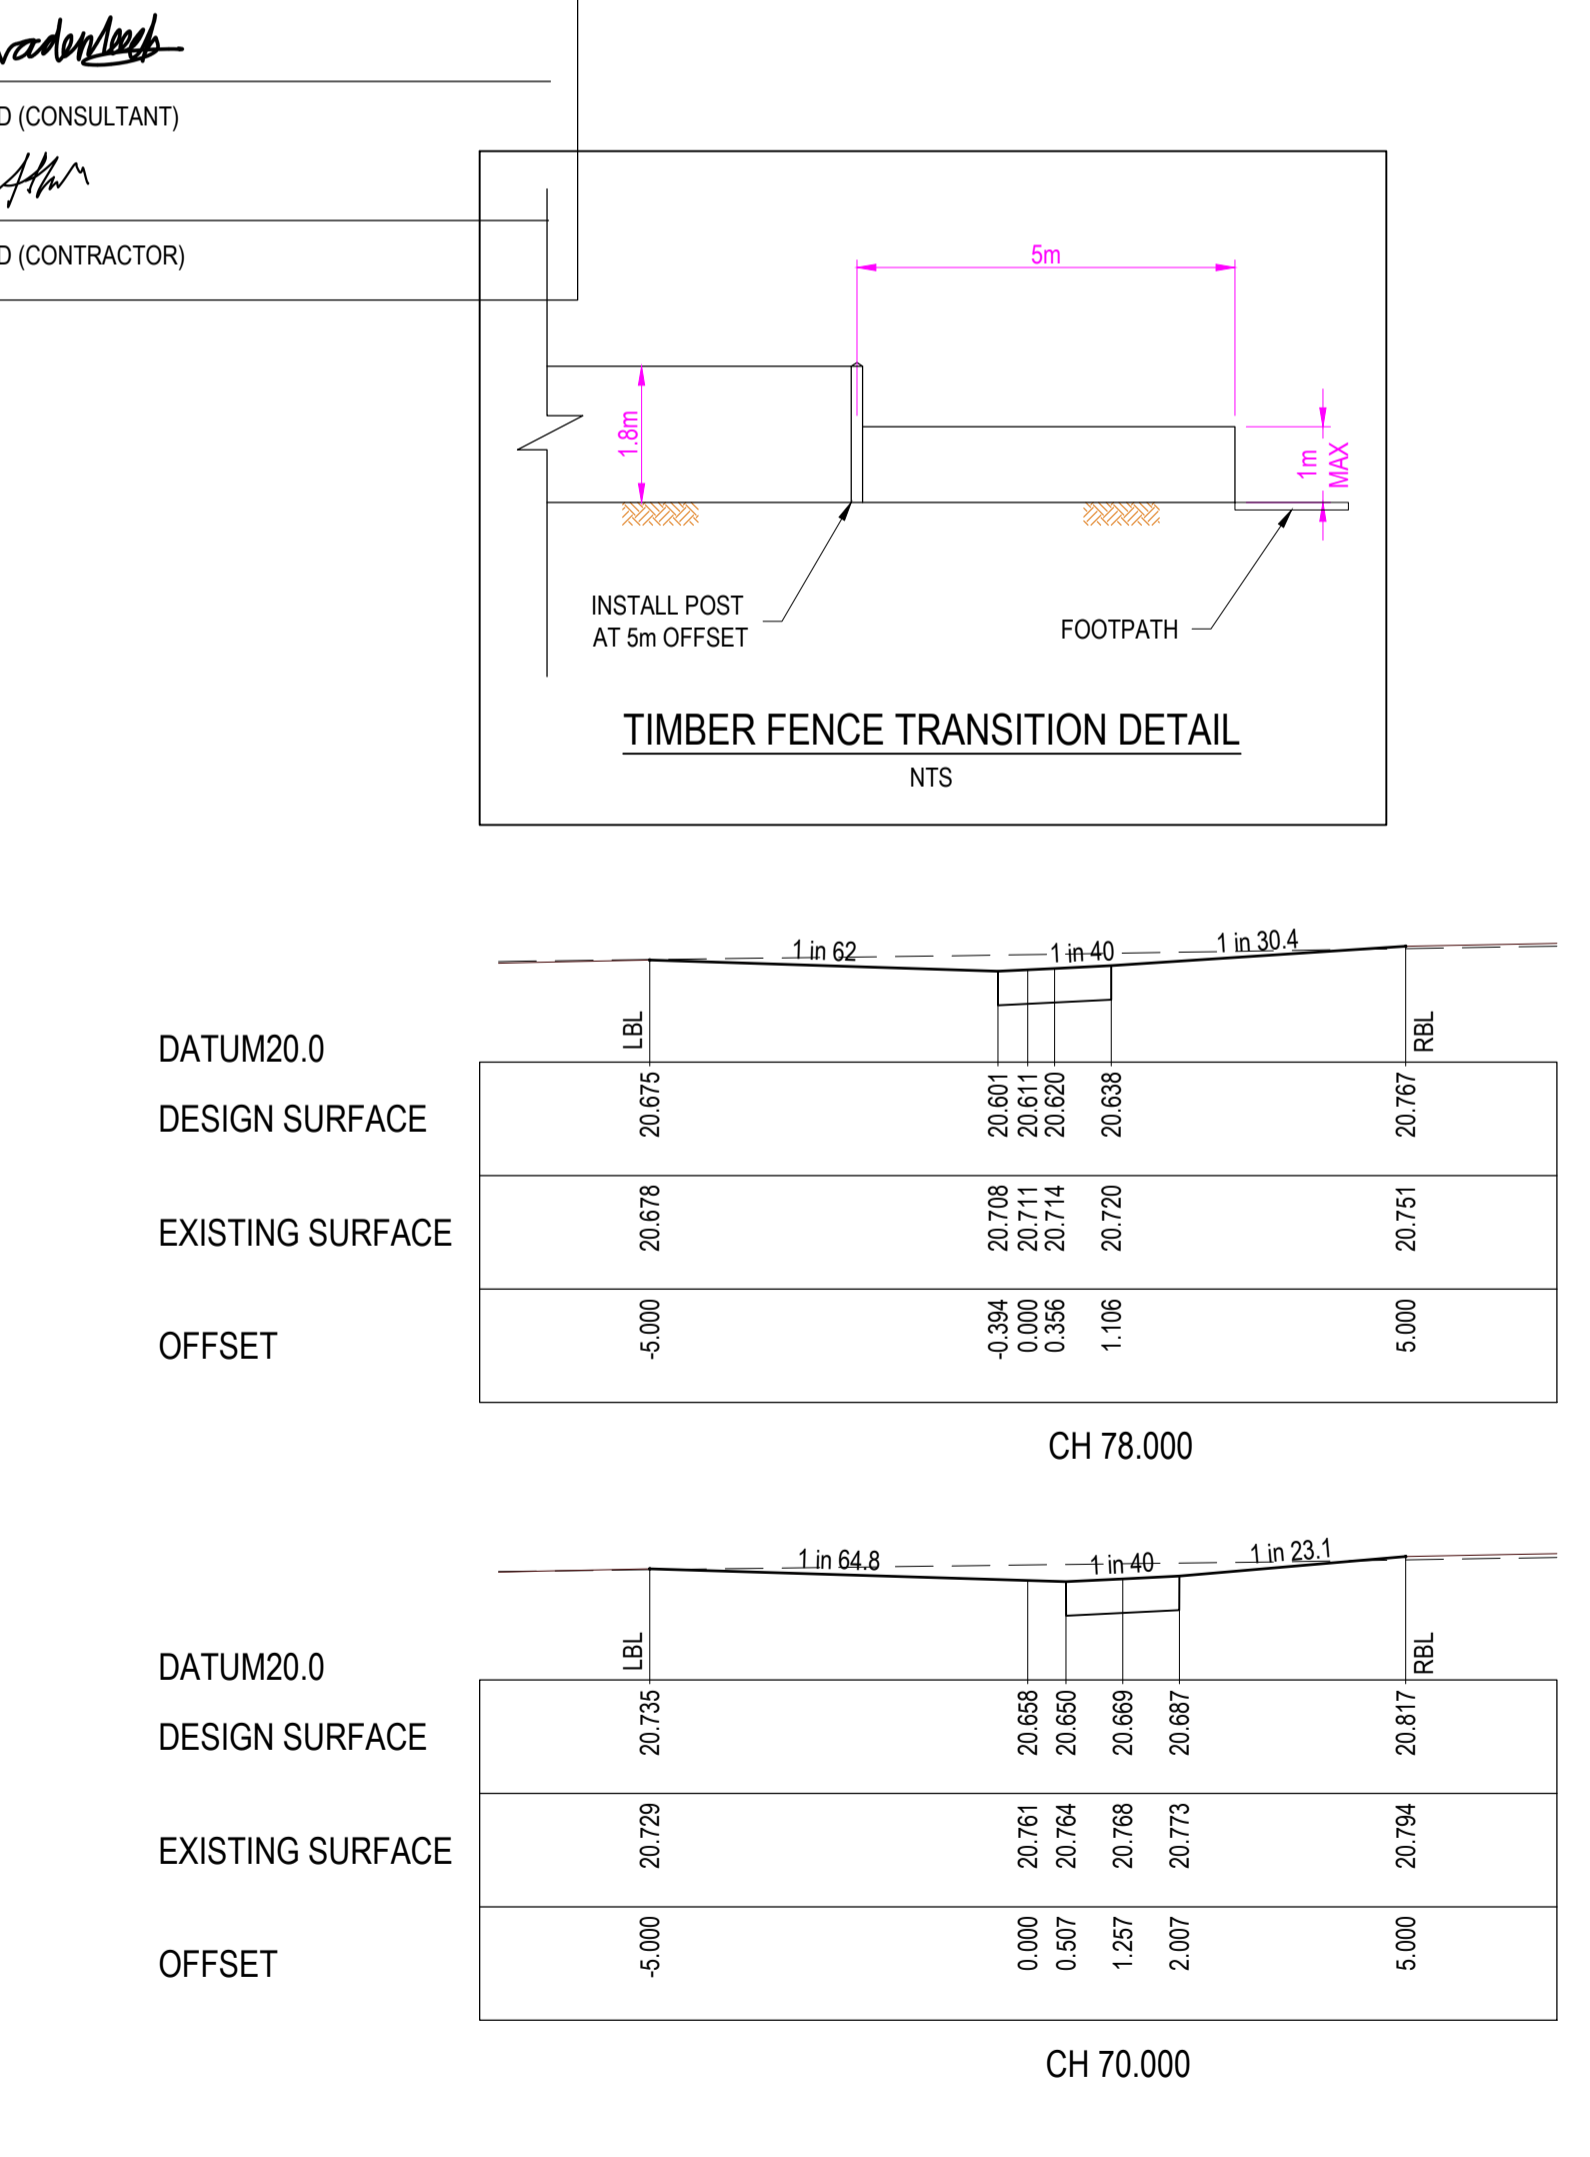 D (CONSULTANT)
D (CONTRACTOR)
5m
1.8m
1m
MAX
INSTALL POST
AT 5m OFFSET
FOOTPATH
TIMBER FENCE TRANSITION DETAIL
NTS
1 in 62 1 in 40 1 in 30.4
LBL RBL
DATUM20.0
DESIGN SURFACE 20.675 20.601 20.611 20.620 20.638 20.767
EXISTING SURFACE 20.678 20.708 20.711 20.714 20.720 20.751
OFFSET -5.000 -0.394 0.000 0.356 1.106 5.000
CH 78.000
1 in 64.8 1 in 40 1 in 23.1
LBL RBL
DATUM20.0
DESIGN SURFACE 20.735 20.658 20.650 20.669 20.687 20.817
EXISTING SURFACE 20.729 20.761 20.764 20.768 20.773 20.794
OFFSET -5.000 0.000 0.507 1.257 2.007 5.000
CH 70.000